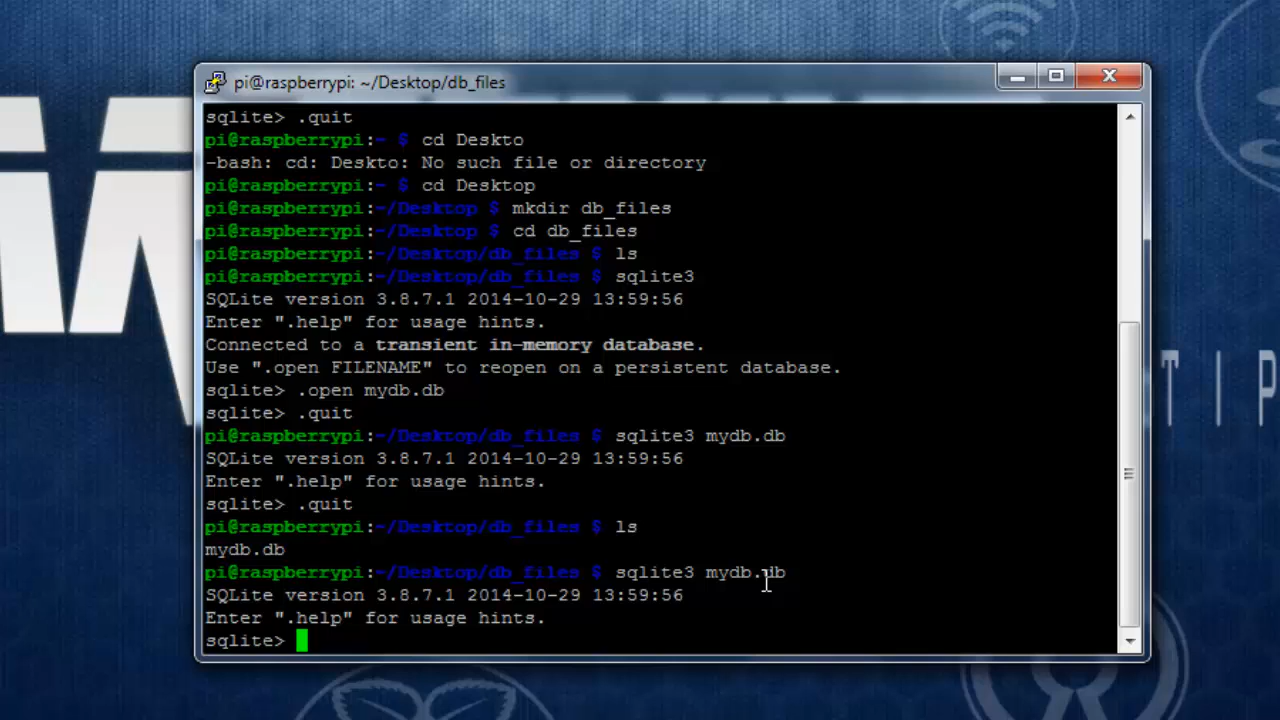 pi@raspberrypi: ~/Desktop/db_files
sqlite> .quit
pi@raspberrypi:~ $ cd Deskto
-bash: cd: Deskto: No such file or directory
pi@raspberrypi:~ $ cd Desktop
pi@raspberrypi:~/Desktop $ mkdir db_files
pi@raspberrypi:~/Desktop $ cd db_files
pi@raspberrypi:~/Desktop/db_files $ ls
pi@raspberrypi:~/Desktop/db_files $ sqlite3
SQLite version 3.8.7.1 2014-10-29 13:59:56
Enter ".help" for usage hints.
Connected to a transient in-memory database.
Use ".open FILENAME" to reopen on a persistent database.
sqlite> .open mydb.db
sqlite> .quit
pi@raspberrypi:~/Desktop/db_files $ sqlite3 mydb.db
SQLite version 3.8.7.1 2014-10-29 13:59:56
Enter ".help" for usage hints.
sqlite> .quit
pi@raspberrypi:~/Desktop/db_files $ ls
mydb.db
pi@raspberrypi:~/Desktop/db_files $ sqlite3 mydb.db
SQLite version 3.8.7.1 2014-10-29 13:59:56
Enter ".help" for usage hints.
sqlite>